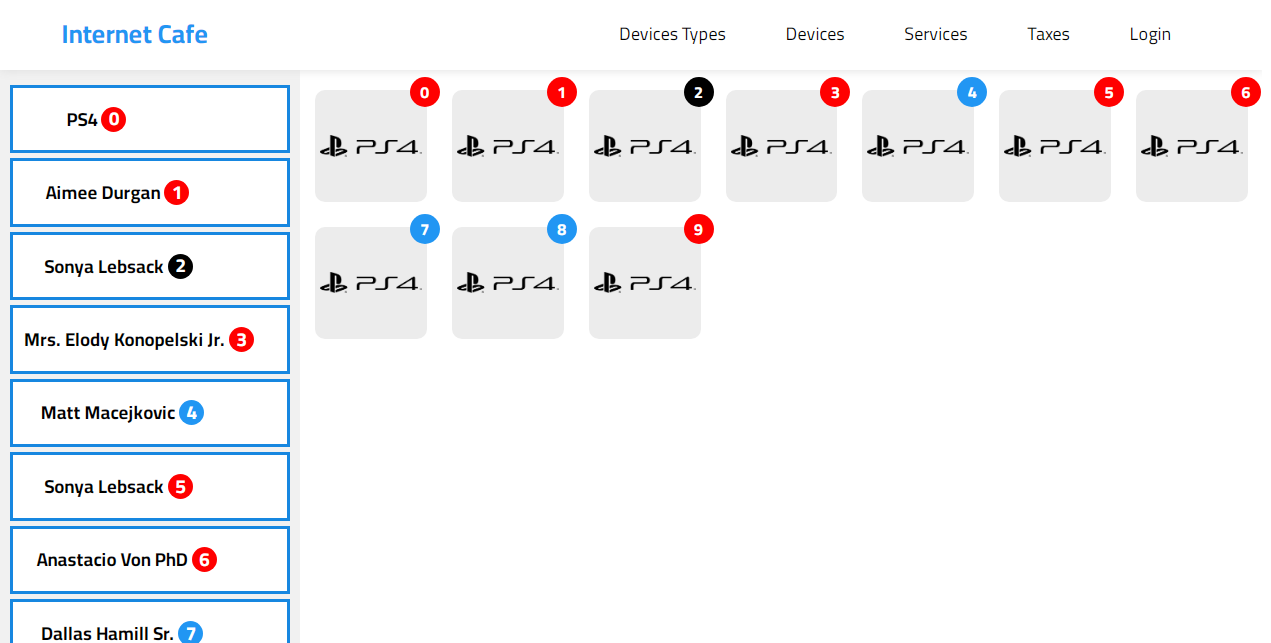 Internet Cafe
Devices Types Devices Services Taxes Login
PS4 0
Aimee Durgan 1
Sonya Lebsack 2
Mrs. Elody Konopelski Jr. 3
Matt Macejkovic 4
Sonya Lebsack 5
Anastacio Von PhD 6
Dallas Hamill Sr. 7
0 1 2 3 4 5 6
PS4 PS4 PS4 PS4 PS4 PS4 PS4
7 8 9
PS4 PS4 PS4